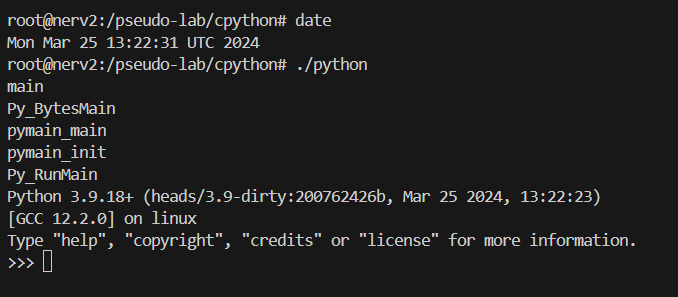 root@nerv2:/pseudo-lab/cpython# date
Mon Mar 25 13:22:31 UTC 2024
root@nerv2:/pseudo-lab/cpython# ./python
main
Py_BytesMain
pymain_main
pymain_init
Py_RunMain
Python 3.9.18+ (heads/3.9-dirty:200762426b, Mar 25 2024, 13:22:23)
[GCC 12.2.0] on linux
Type "help", "copyright", "credits" or "license" for more information.
>>>